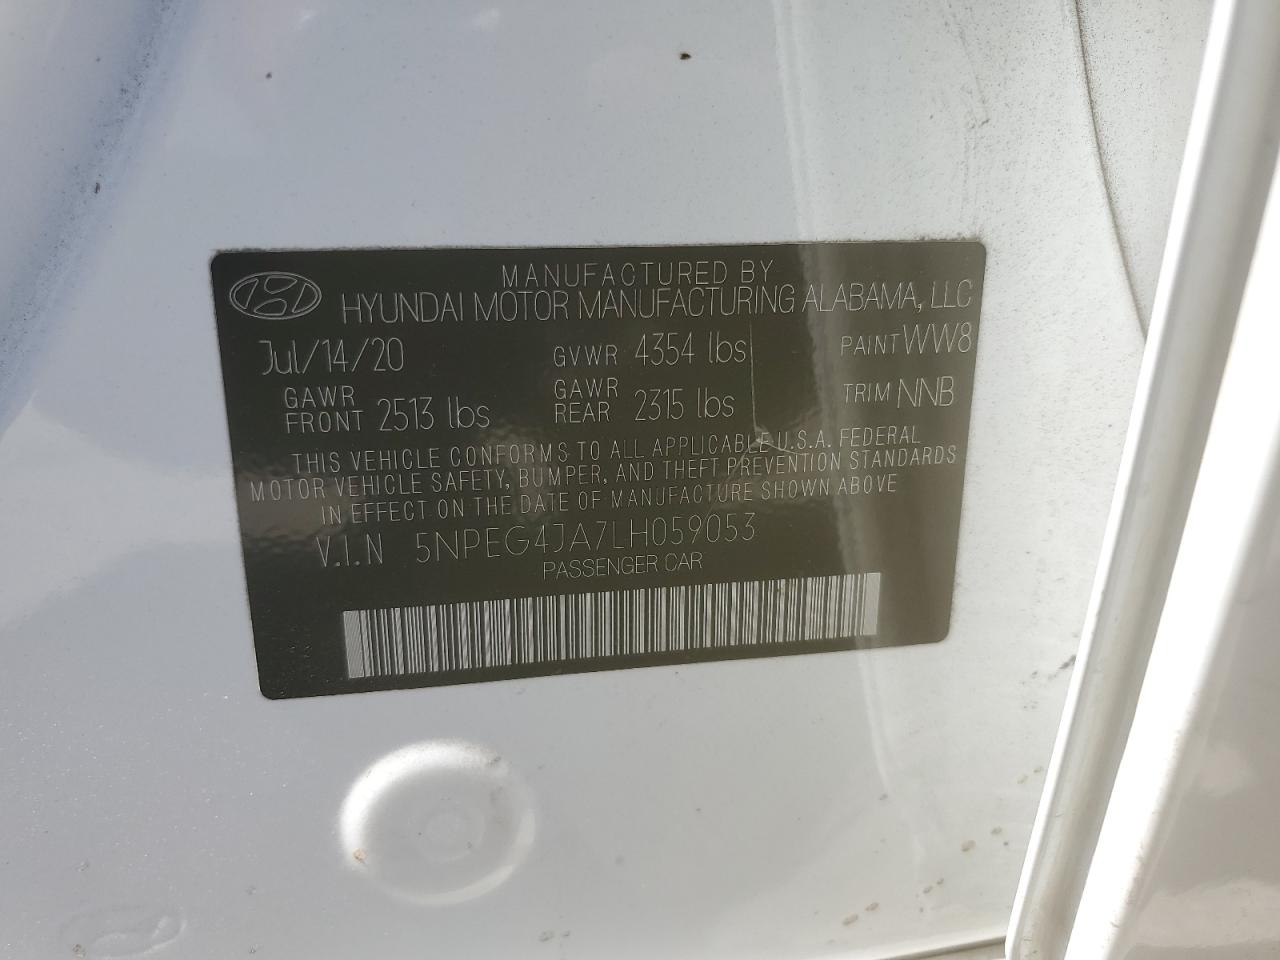 MANUFACTURED BY
HYUNDAI MOTOR MANUFACTURING ALABAMA, LLC
Jul/14/20 GVWR 4354 lbs PAINT WW8
GAWR FRONT 2513 lbs GAWR REAR 2315 lbs TRIM NNB
THIS VEHICLE CONFORMS TO ALL APPLICABLE U.S.A. FEDERAL
MOTOR VEHICLE SAFETY, BUMPER, AND THEFT PREVENTION STANDARDS
IN EFFECT ON THE DATE OF MANUFACTURE SHOWN ABOVE
V.I.N 5NPEG4JA7LH059053
PASSENGER CAR